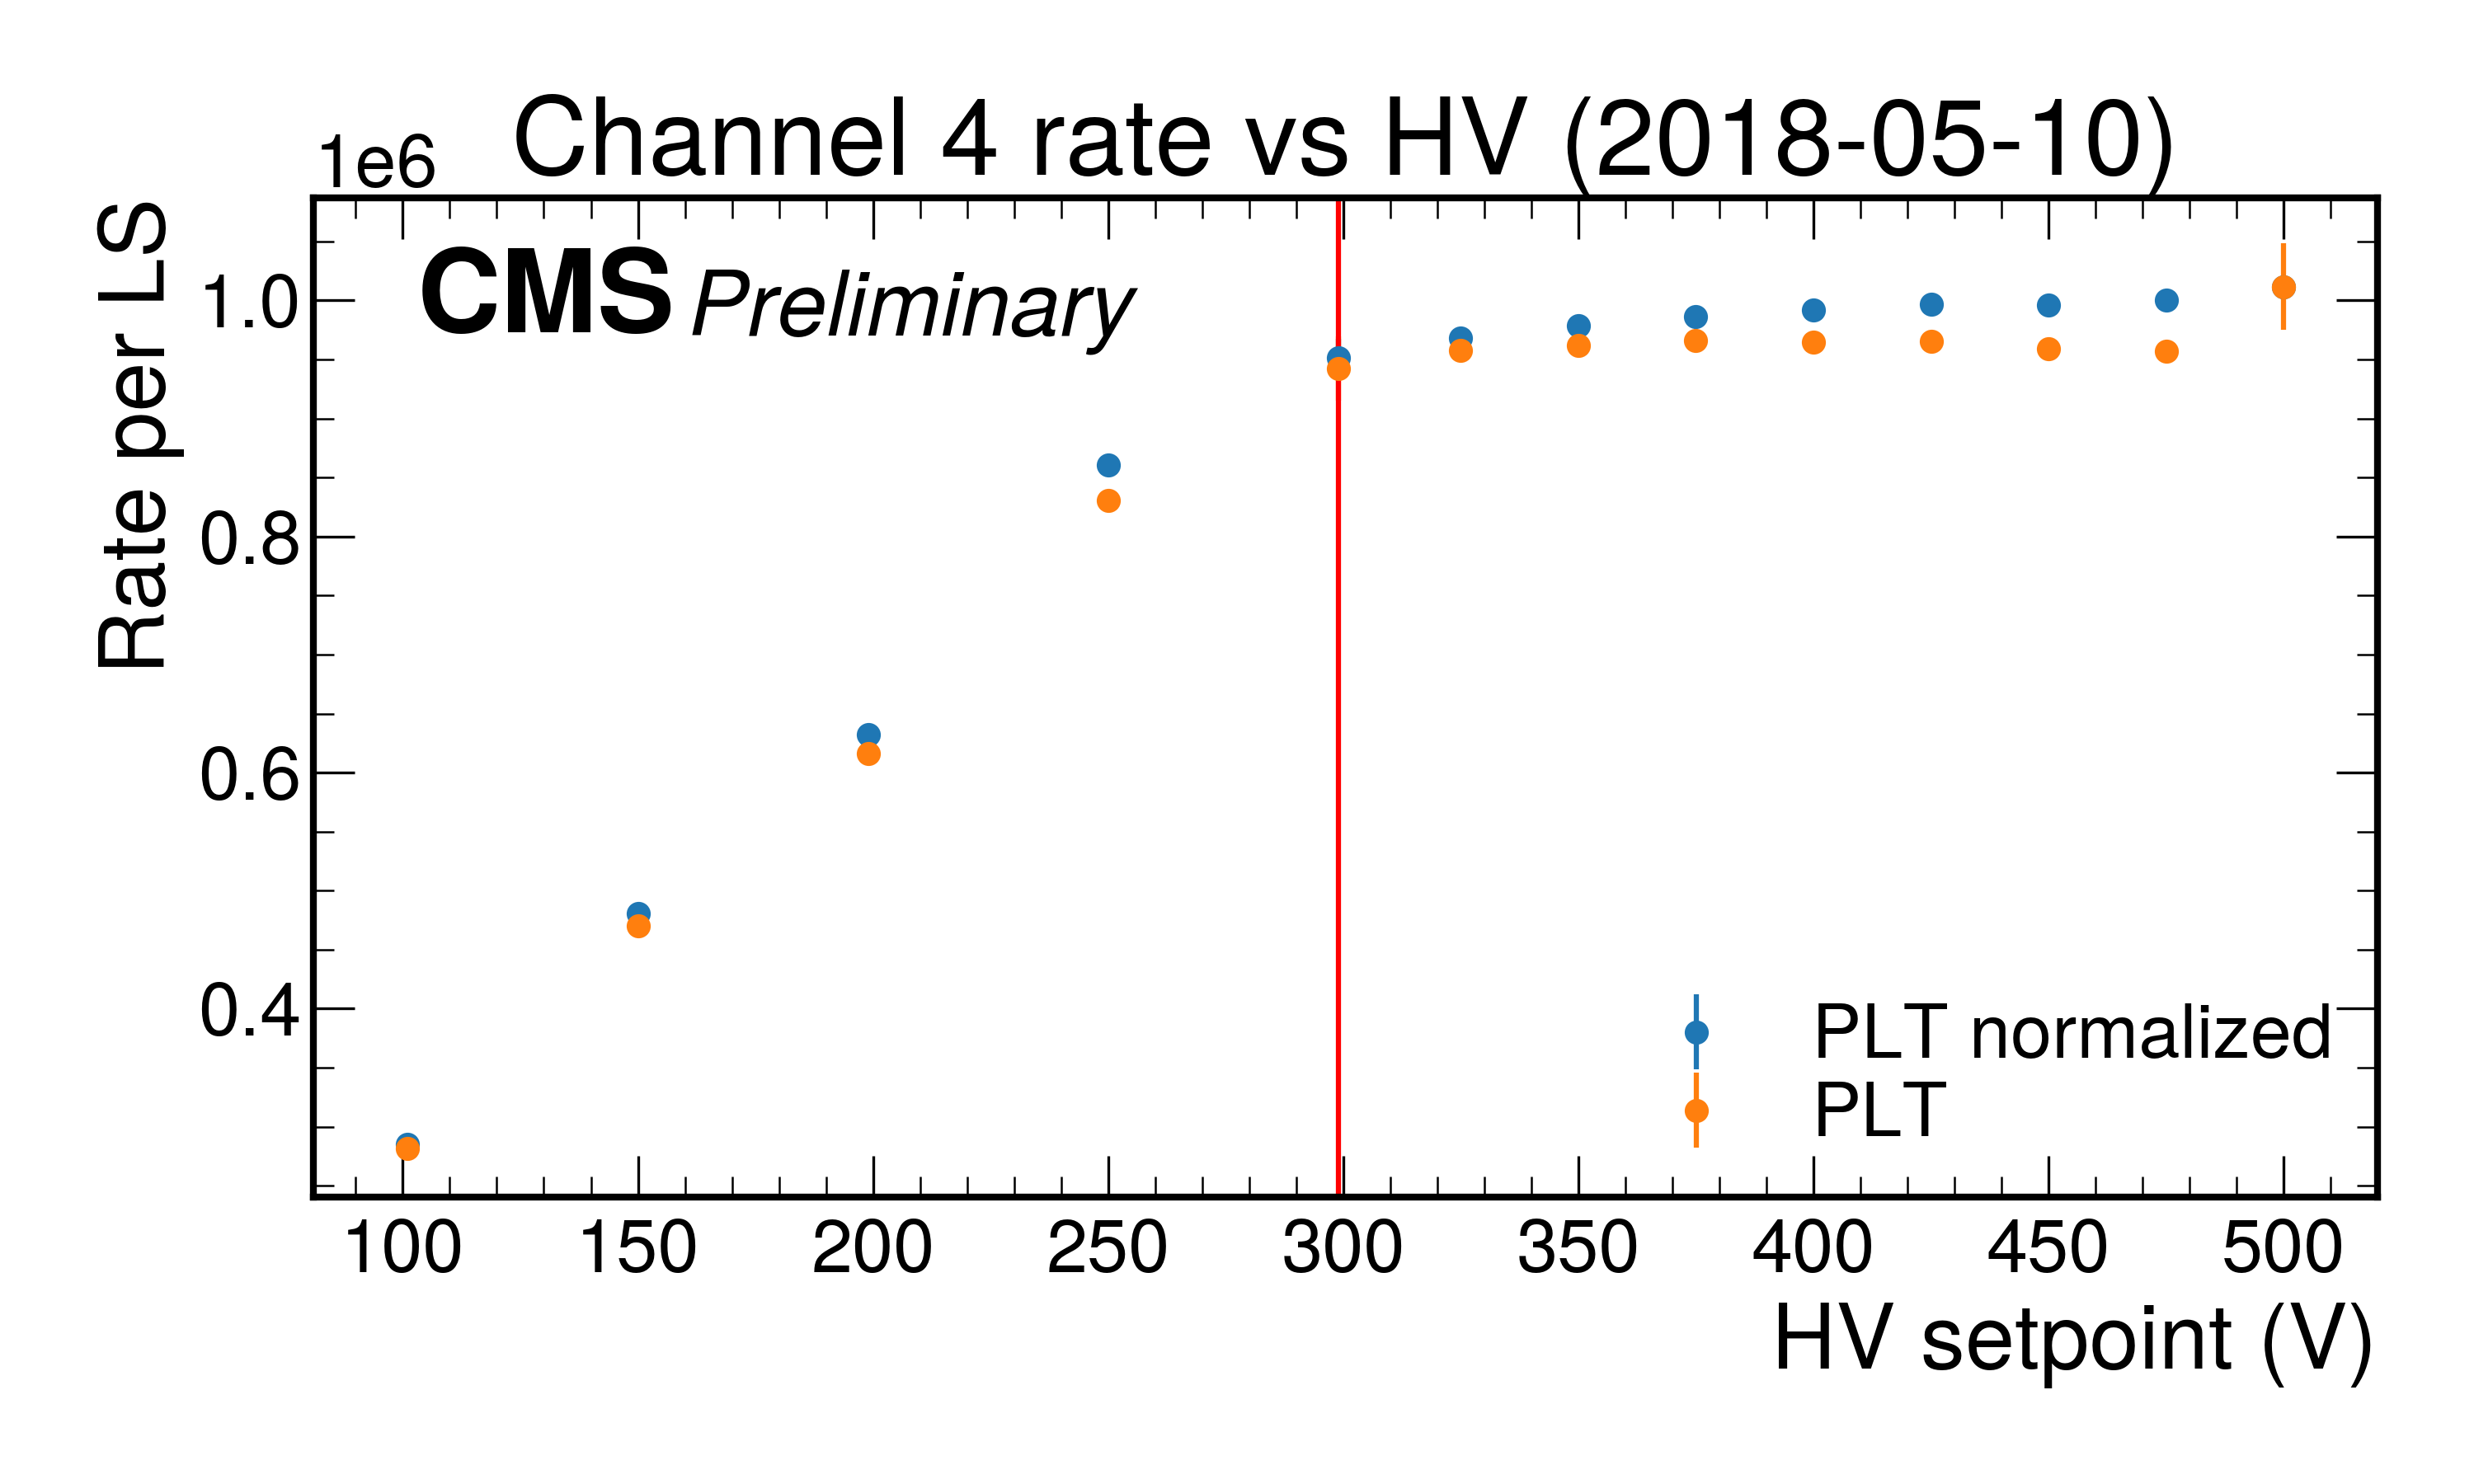 Channel 4 rate vs HV (2018-05-10)
1e6
Rate per LS
CMS Preliminary
1.0
0.8
0.6
0.4
PLT normalized
PLT
100 150 200 250 300 350 400 450 500
HV setpoint (V)